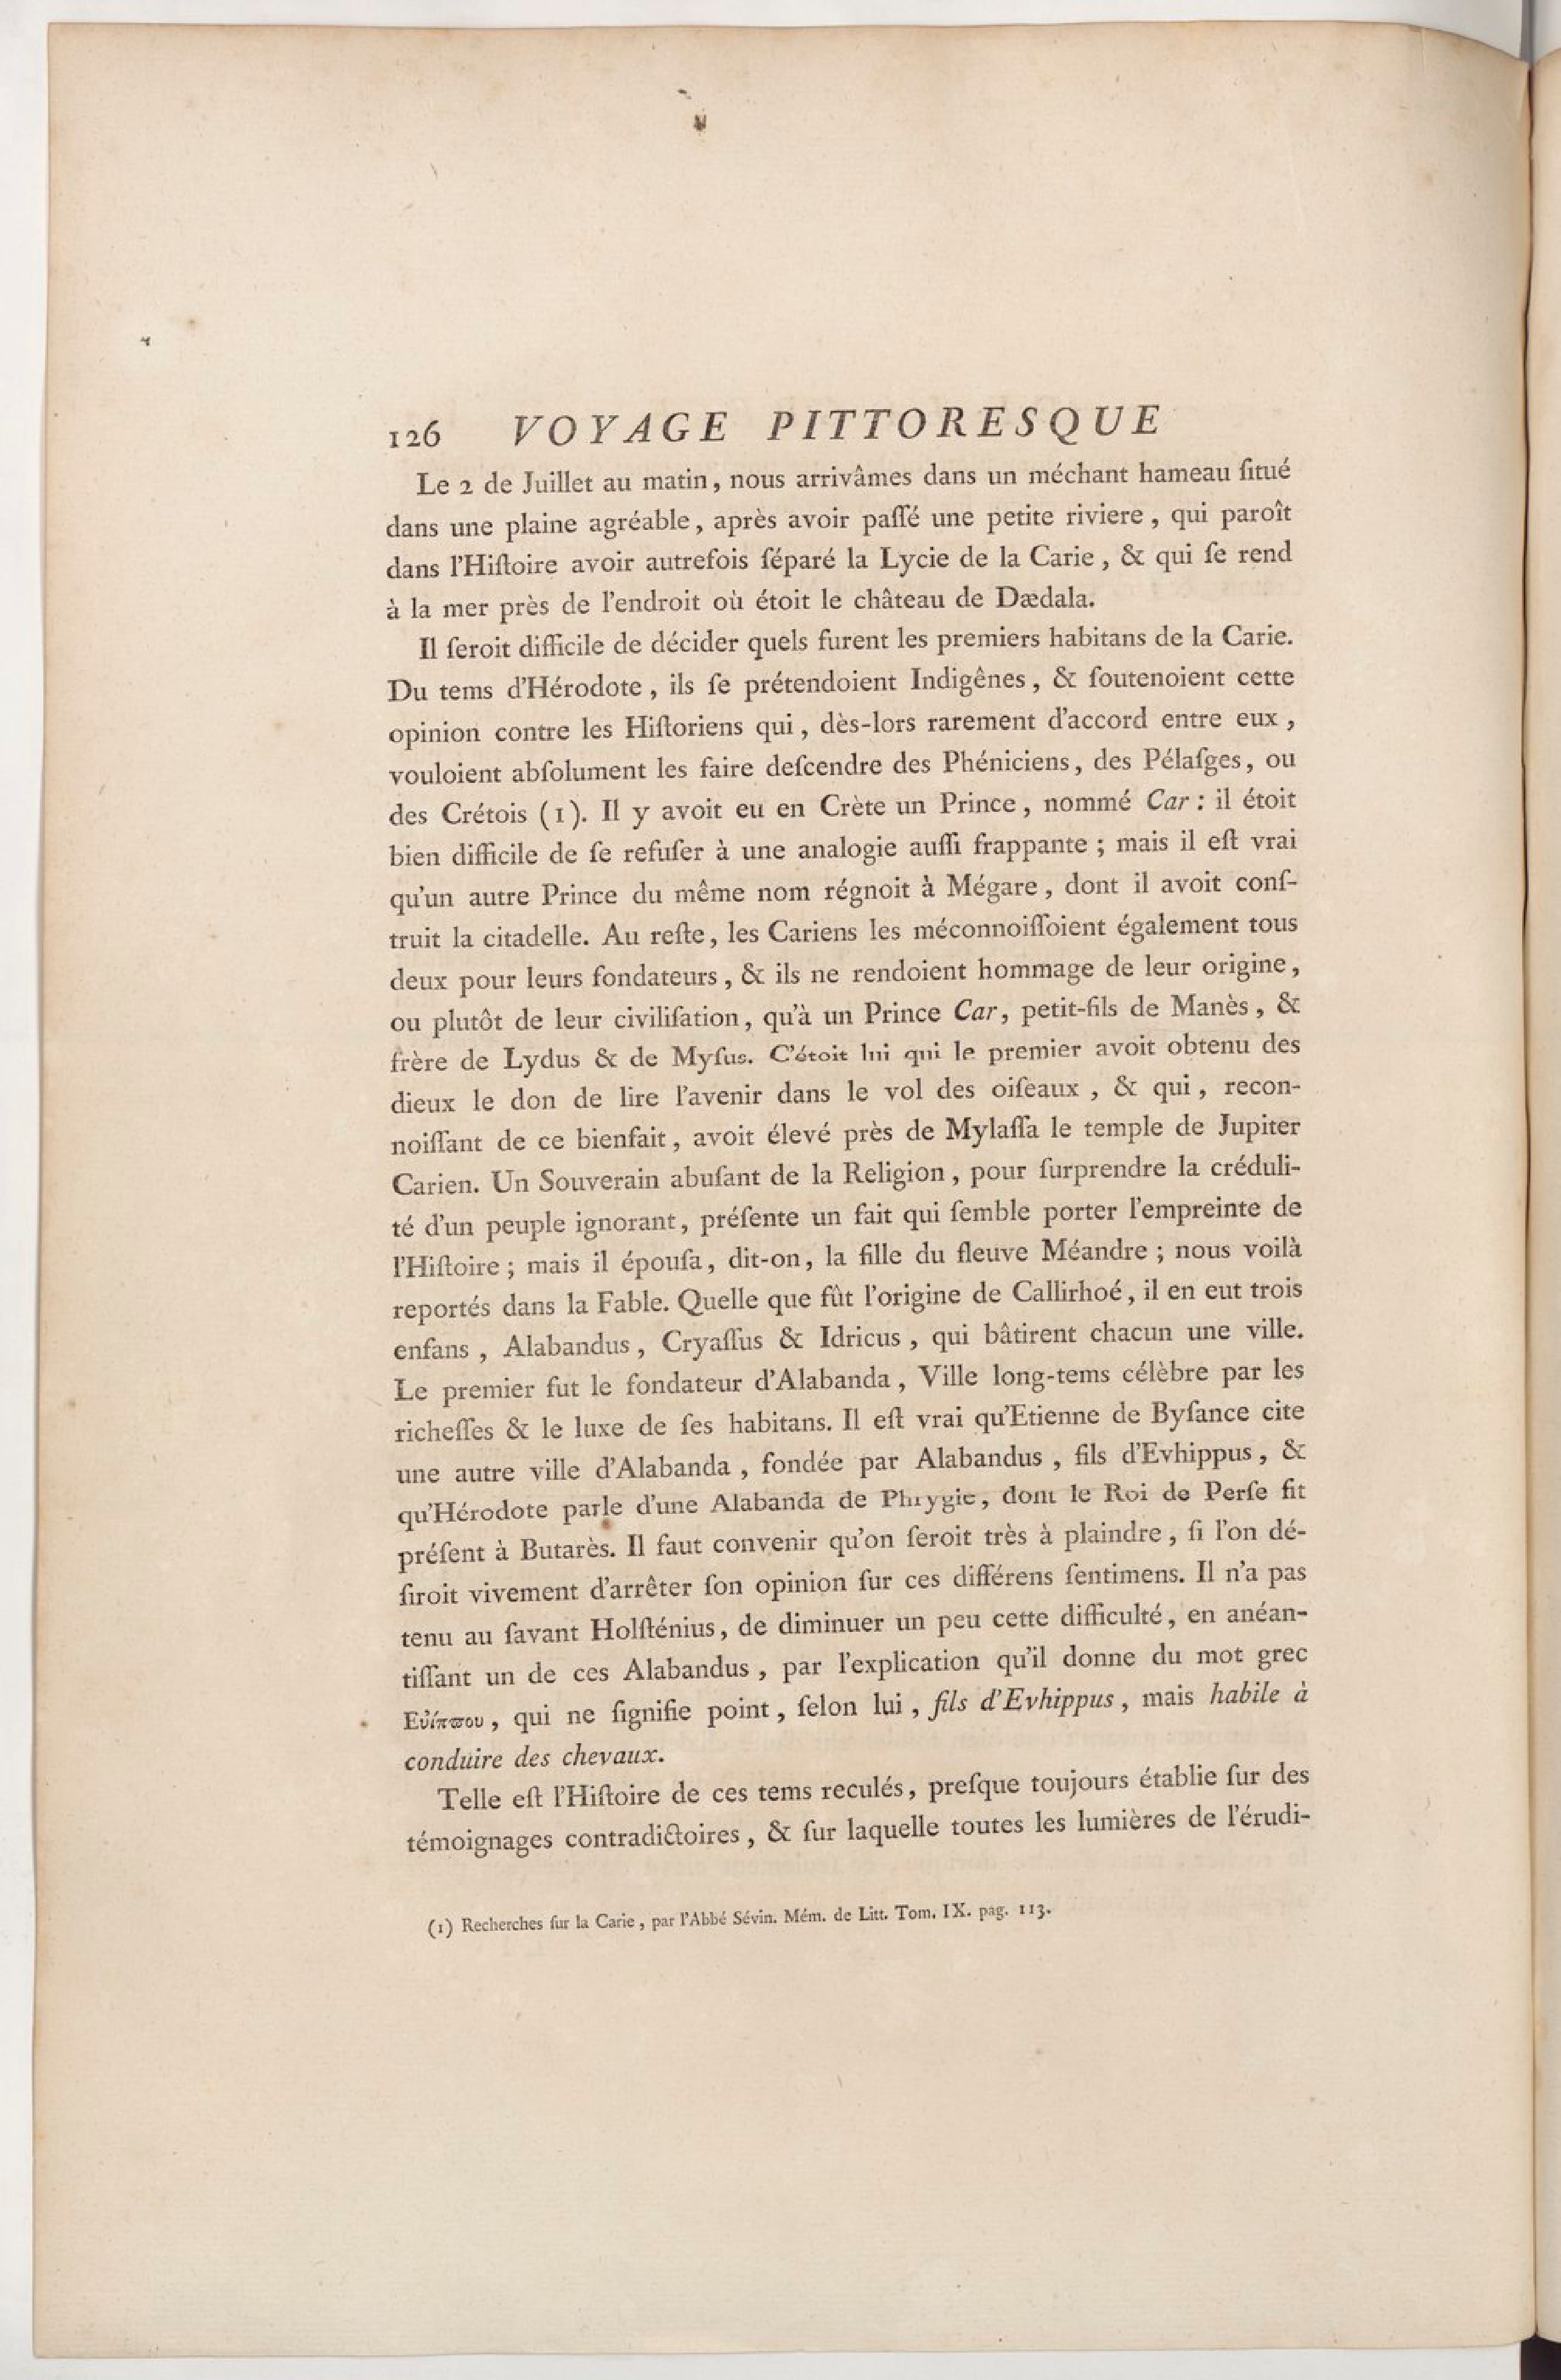 126 VOYAGE PITTORESQUE
Le 2 de Juillet au matin, nous arrivâmes dans un méchant hameau ſitué
dans une plaine agréable, après avoir paſſé une petite riviere, qui paroît
dans l'Hiſtoire avoir autrefois ſéparé la Lycie de la Carie, & qui ſe rend
à la mer près de l'endroit où étoit le château de Dædala.
Il ſeroit difficile de décider quels furent les premiers habitans de la Carie.
Du tems d'Hérodote, ils ſe prétendoient Indigênes, & ſoutenoient cette
opinion contre les Hiſtoriens qui, dès-lors rarement d'accord entre eux,
vouloient abſolument les faire deſcendre des Phéniciens, des Pélaſges, ou
des Crétois (1). Il y avoit eu en Crète un Prince, nommé Car : il étoit
bien difficile de ſe refuſer à une analogie auſſi frappante ; mais il eſt vrai
qu'un autre Prince du même nom régnoit à Mégare, dont il avoit conſ-
truit la citadelle. Au reſte, les Cariens les méconnoiſſoient également tous
deux pour leurs fondateurs, & ils ne rendoient hommage de leur origine,
ou plutôt de leur civiliſation, qu'à un Prince Car, petit-fils de Manès, &
frère de Lydus & de Myſus. C'étoit lui qui le premier avoit obtenu des
dieux le don de lire l'avenir dans le vol des oiſeaux, & qui, recon-
noiſſant de ce bienfait, avoit élevé près de Mylaſſa le temple de Jupiter
Carien. Un Souverain abuſant de la Religion, pour ſurprendre la créduli-
té d'un peuple ignorant, préſente un fait qui ſemble porter l'empreinte de
l'Hiſtoire ; mais il épouſa, dit-on, la fille du fleuve Méandre ; nous voilà
reportés dans la Fable. Quelle que fût l'origine de Callirhoé, il en eut trois
enfans, Alabandus, Cryaſſus & Idricus, qui bâtirent chacun une ville.
Le premier fut le fondateur d'Alabanda, Ville long-tems célèbre par les
richeſſes & le luxe de ſes habitans. Il eſt vrai qu'Etienne de Byſance cite
une autre ville d'Alabanda, fondée par Alabandus, fils d'Evhippus, &
qu'Hérodote parle d'une Alabanda de Phrygie, dont le Roi de Perſe fit
préſent à Butarès. Il faut convenir qu'on ſeroit très à plaindre, ſi l'on dé-
ſiroit vivement d'arrêter ſon opinion ſur ces différens ſentimens. Il n'a pas
tenu au ſavant Holſténius, de diminuer un peu cette difficulté, en anéan-
tiſſant un de ces Alabandus, par l'explication qu'il donne du mot grec
Εὐίπϖου, qui ne ſignifie point, ſelon lui, fils d'Evhippus, mais habile à
conduire des chevaux.
Telle eſt l'Hiſtoire de ces tems reculés, preſque toujours établie ſur des
témoignages contradictoires, & ſur laquelle toutes les lumières de l'érudi-
(1) Recherches ſur la Carie, par l'Abbé Sévin. Mém. de Litt. Tom. IX. pag. 113.